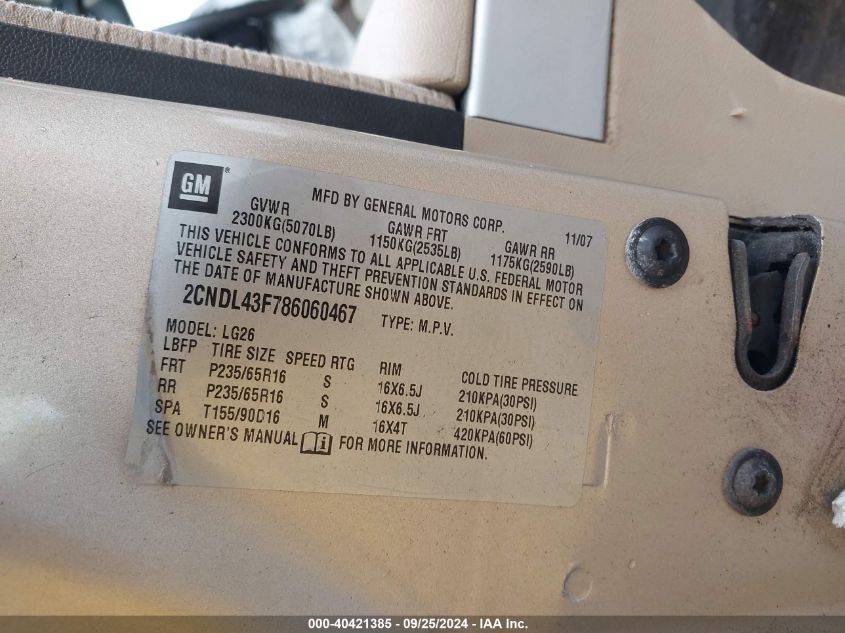 GM ®
MFD BY GENERAL MOTORS CORP. 11/07
GVWR GAWR FRT GAWR RR
2300KG(5070LB) 1150KG(2535LB) 1175KG(2590LB)
THIS VEHICLE CONFORMS TO ALL APPLICABLE U.S. FEDERAL MOTOR
VEHICLE SAFETY AND THEFT PREVENTION STANDARDS IN EFFECT ON
THE DATE OF MANUFACTURE SHOWN ABOVE.
2CNDL43F786060467 TYPE: M.P.V.
MODEL: LG26
LBFP TIRE SIZE SPEED RTG RIM COLD TIRE PRESSURE
FRT P235/65R16 S 16X6.5J 210KPA(30PSI)
RR P235/65R16 S 16X6.5J 210KPA(30PSI)
SPA T155/90D16 M 16X4T 420KPA(60PSI)
SEE OWNER'S MANUAL i FOR MORE INFORMATION.
000-40421385 - 09/25/2024 - IAA Inc.